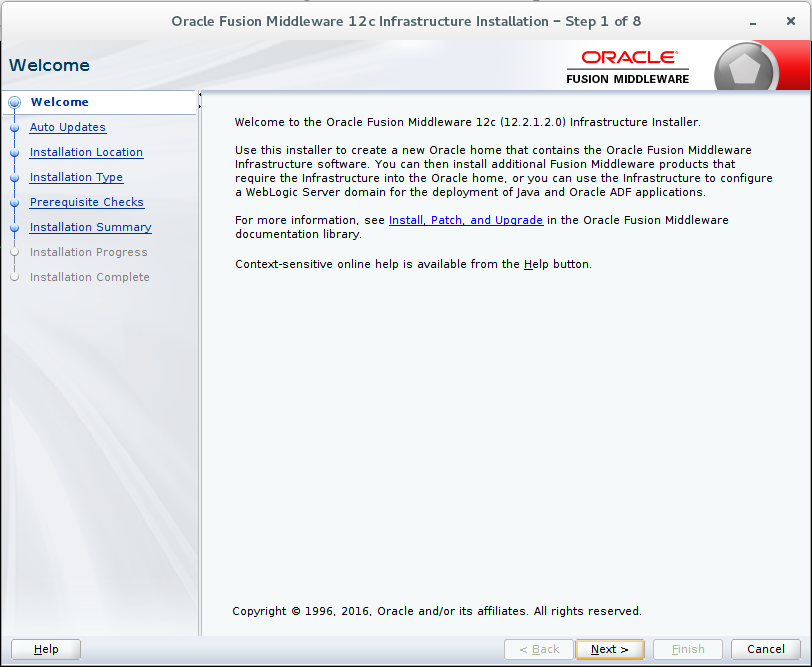 Oracle Fusion Middleware 12c Infrastructure Installation – Step 1 of 8
Welcome
ORACLE®
FUSION MIDDLEWARE
Welcome
Auto Updates
Installation Location
Installation Type
Prerequisite Checks
Installation Summary
Installation Progress
Installation Complete
Welcome to the Oracle Fusion Middleware 12c (12.2.1.2.0) Infrastructure Installer.
Use this installer to create a new Oracle home that contains the Oracle Fusion Middleware
Infrastructure software. You can then install additional Fusion Middleware products that
require the Infrastructure into the Oracle home, or you can use the Infrastructure to configure
a WebLogic Server domain for the deployment of Java and Oracle ADF applications.
For more information, see Install, Patch, and Upgrade in the Oracle Fusion Middleware
documentation library.
Context-sensitive online help is available from the Help button.
Copyright © 1996, 2016, Oracle and/or its affiliates. All rights reserved.
Help
< Back
Next >
Finish
Cancel